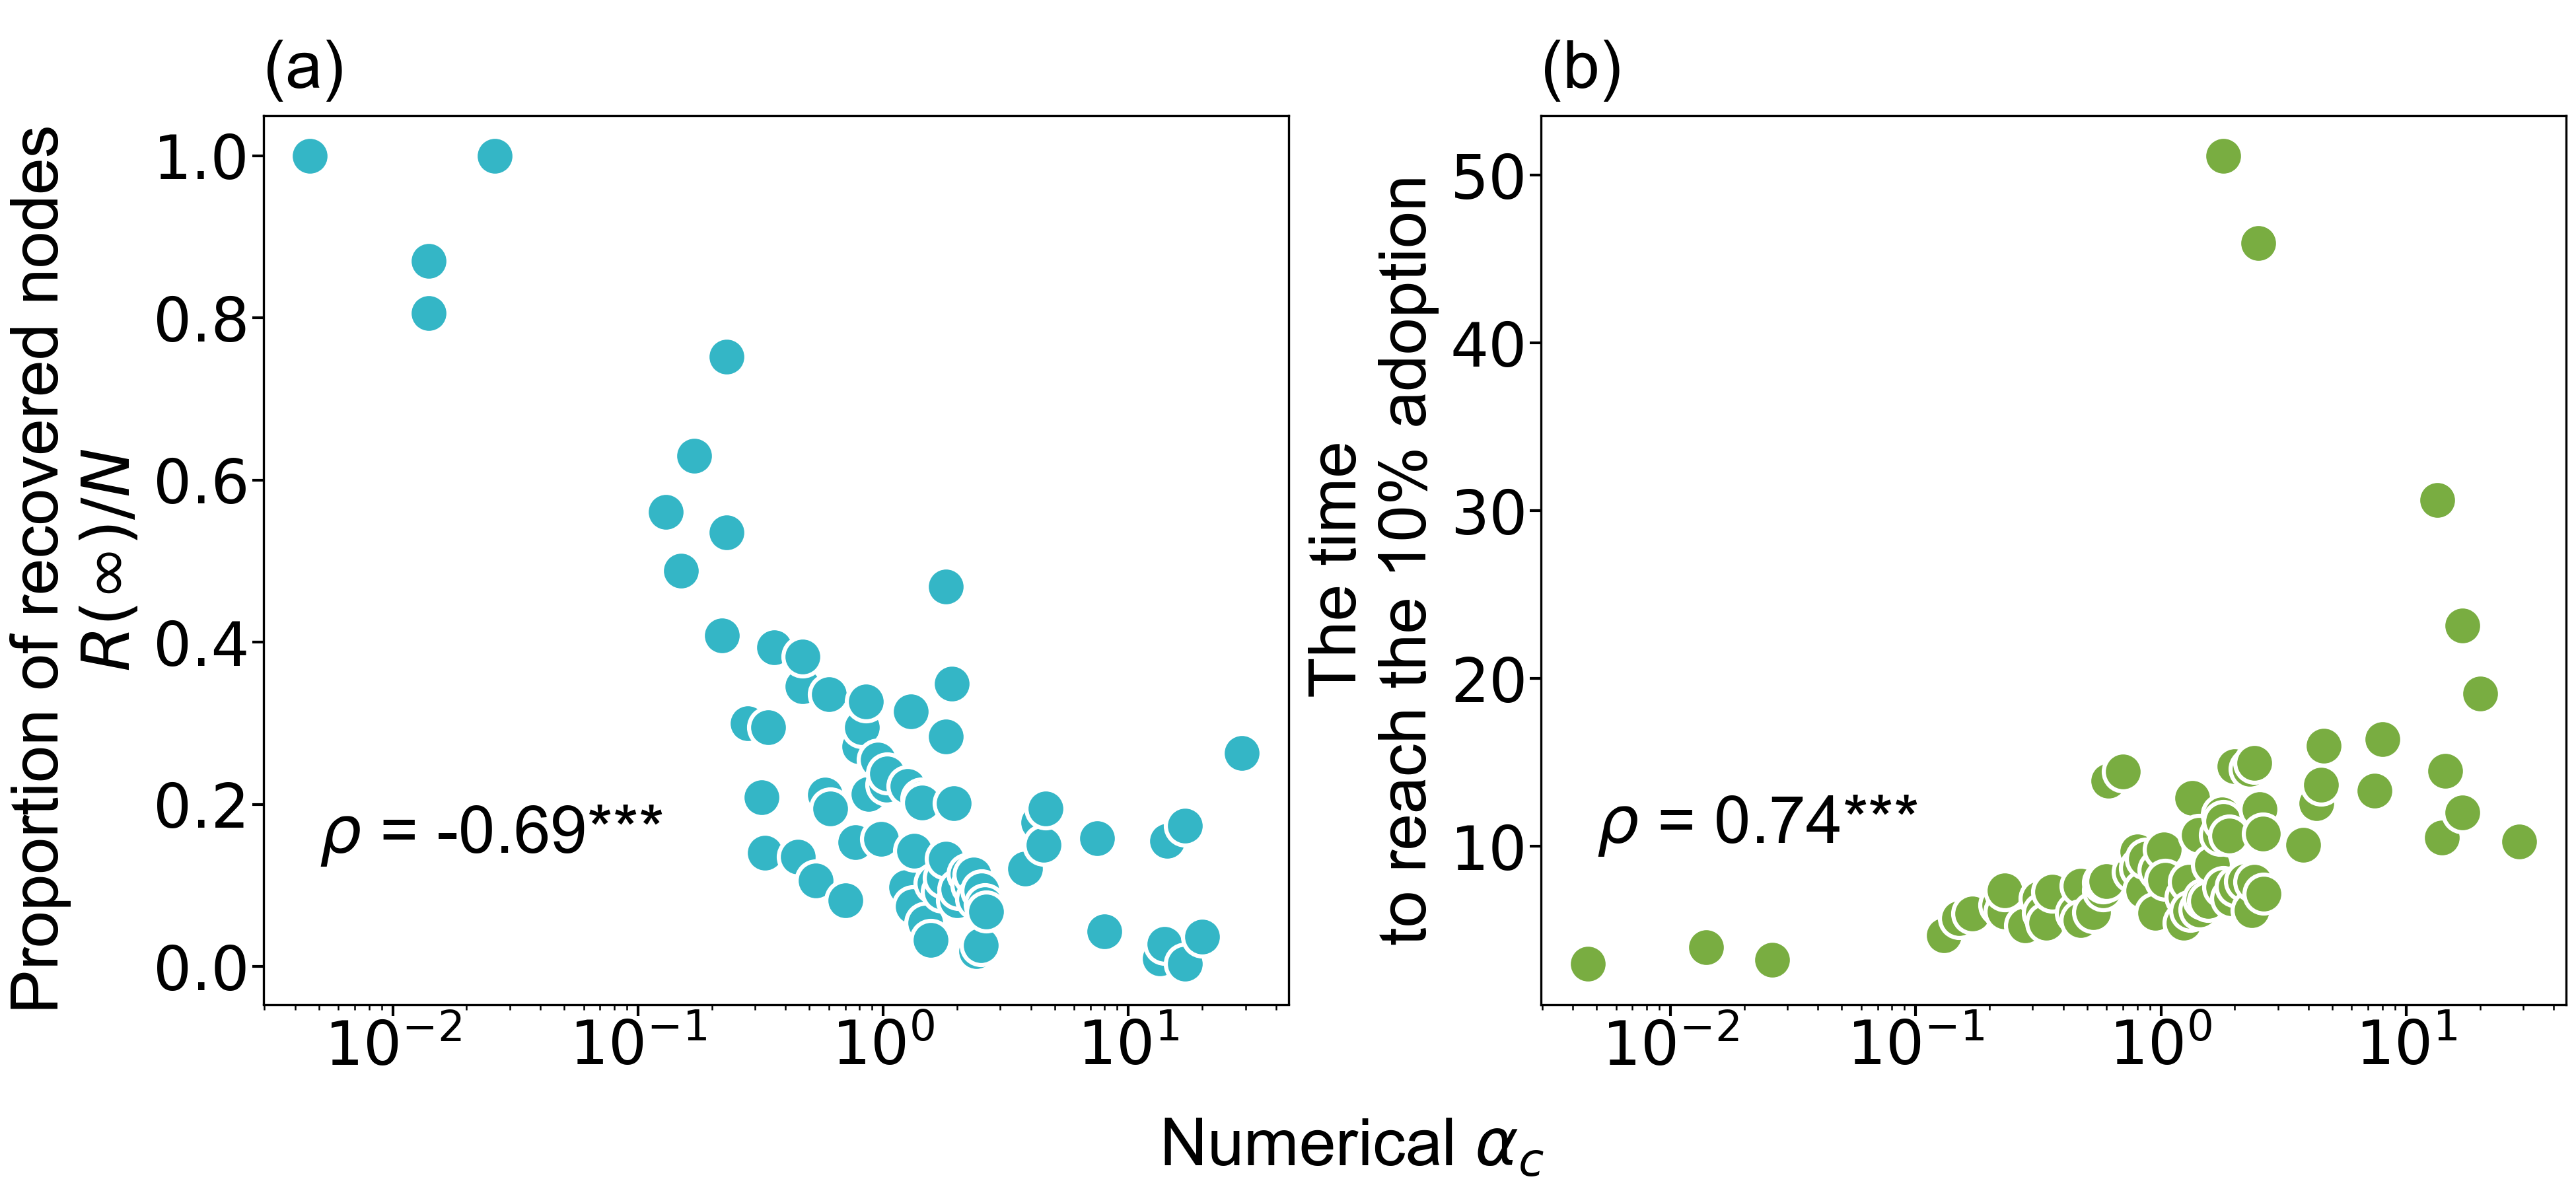 (a)
Proportion of recovered nodes
R(∞)/N
1.0
0.8
0.6
0.4
0.2
0.0
ρ = -0.69***
10⁻²
10⁻¹
10⁰
10¹
(b)
The time
to reach the 10% adoption
50
40
30
20
10
ρ = 0.74***
10⁻²
10⁻¹
10⁰
10¹
Numerical α_c